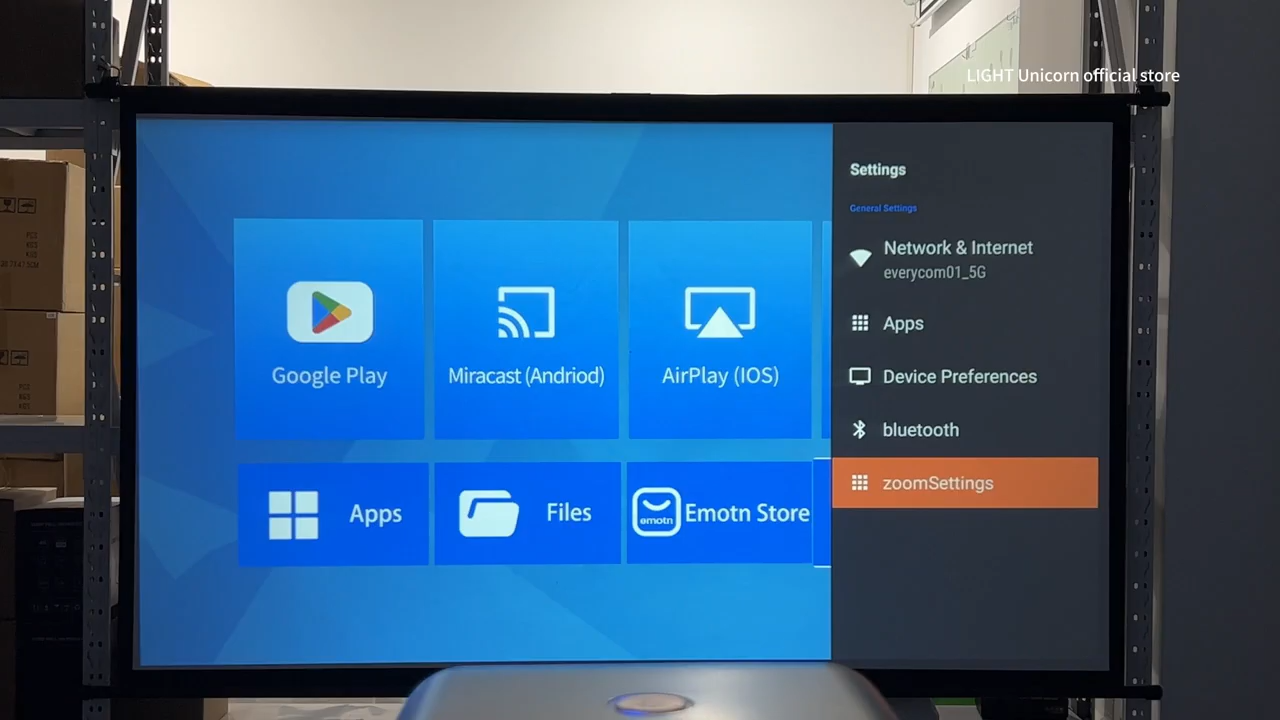 LIGHT Unicorn official store
Settings
General Settings
Network & Internet
everycom01_5G
Apps
Device Preferences
bluetooth
zoomSettings
Google Play
Miracast (Andriod)
AirPlay (IOS)
Apps
Files
emotn
Emotn Store